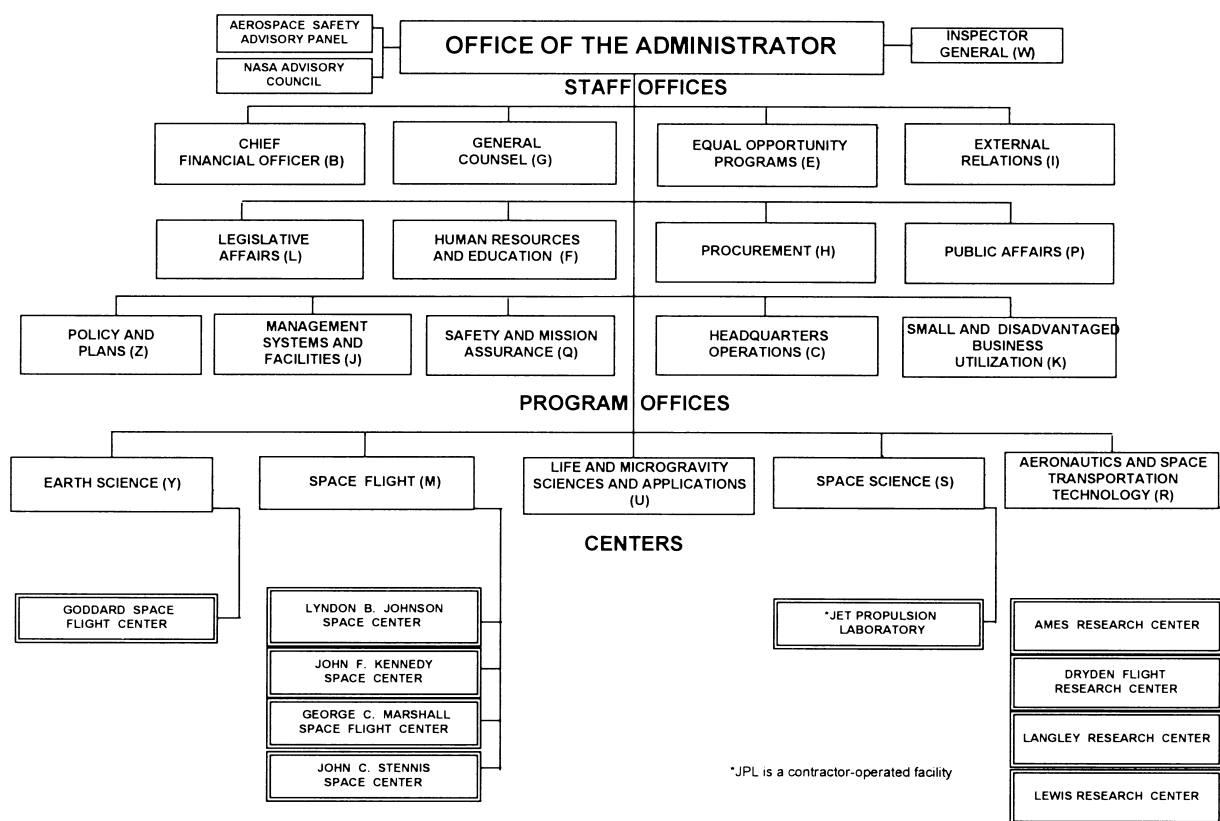 AEROSPACE SAFETY
ADVISORY PANEL
OFFICE OF THE ADMINISTRATOR
INSPECTOR
GENERAL (W)
NASA ADVISORY
COUNCIL
STAFF OFFICES
CHIEF
FINANCIAL OFFICER (B)
GENERAL
COUNSEL (G)
EQUAL OPPORTUNITY
PROGRAMS (E)
EXTERNAL
RELATIONS (I)
LEGISLATIVE
AFFAIRS (L)
HUMAN RESOURCES
AND EDUCATION (F)
PROCUREMENT (H)
PUBLIC AFFAIRS (P)
POLICY AND
PLANS (Z)
MANAGEMENT
SYSTEMS AND
FACILITIES (J)
SAFETY AND MISSION
ASSURANCE (Q)
HEADQUARTERS
OPERATIONS (C)
SMALL AND DISADVANTAGED
BUSINESS
UTILIZATION (K)
PROGRAM OFFICES
EARTH SCIENCE (Y)
SPACE FLIGHT (M)
LIFE AND MICROGRAVITY
SCIENCES AND APPLICATIONS
(U)
SPACE SCIENCE (S)
AERONAUTICS AND SPACE
TRANSPORTATION
TECHNOLOGY (R)
CENTERS
GODDARD SPACE
FLIGHT CENTER
LYNDON B. JOHNSON
SPACE CENTER
JOHN F. KENNEDY
SPACE CENTER
GEORGE C. MARSHALL
SPACE FLIGHT CENTER
JOHN C. STENNIS
SPACE CENTER
*JET PROPULSION
LABORATORY
AMES RESEARCH CENTER
DRYDEN FLIGHT
RESEARCH CENTER
LANGLEY RESEARCH CENTER
LEWIS RESEARCH CENTER
*JPL is a contractor-operated facility